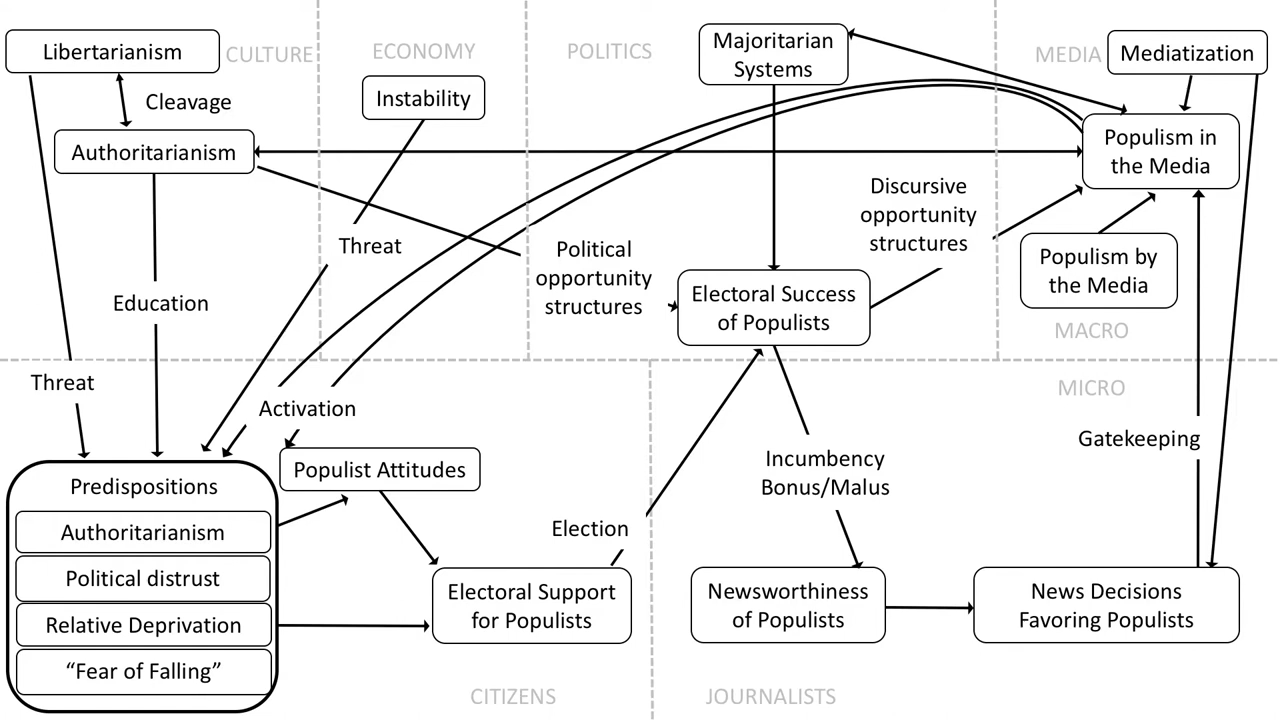 Libertarianism
CULTURE
ECONOMY
POLITICS
Majoritarian
Systems
MEDIA
Mediatization
Cleavage
Instability
Authoritarianism
Populism in
the Media
Discursive
opportunity
structures
Threat
Political
opportunity
structures
Populism by
the Media
Education
Electoral Success
of Populists
MACRO
Threat
MICRO
Activation
Gatekeeping
Populist Attitudes
Incumbency
Bonus/Malus
Predispositions
Authoritarianism
Political distrust
Relative Deprivation
“Fear of Falling”
Election
Electoral Support
for Populists
Newsworthiness
of Populists
News Decisions
Favoring Populists
CITIZENS
JOURNALISTS